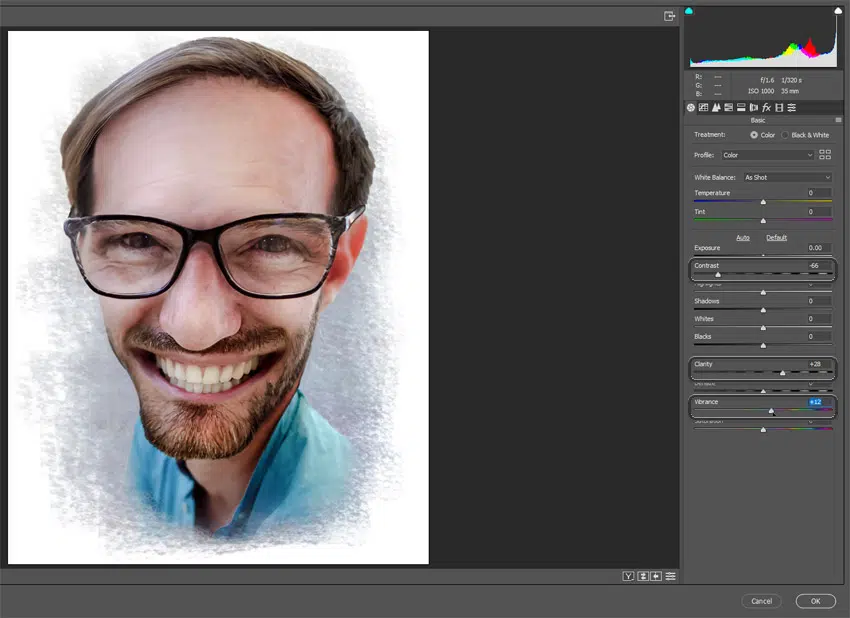 R: ---
G: ---
B: ---
f/1.6 1/320 s
ISO 1000 35 mm
fx
Basic
Treatment: Color Black & White
Profile: Color
White Balance: As Shot
Temperature 0
Tint 0
Auto Default
Exposure 0.00
Contrast -66
Shadows 0
Whites 0
Blacks 0
Clarity +28
Vibrance +12
Y
Cancel OK